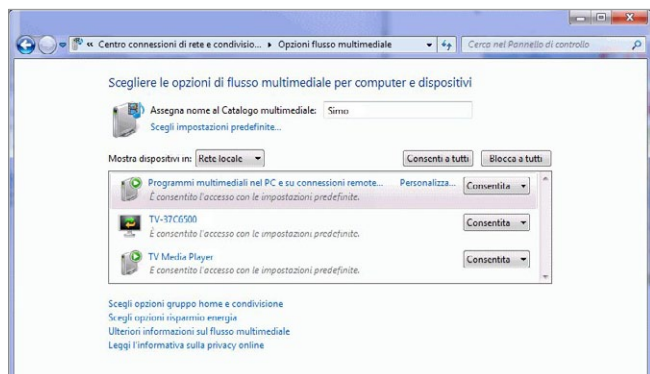 « Centro connessioni di rete e condivisio... ▸ Opzioni flusso multimediale
Cerca nel Pannello di controllo
Scegliere le opzioni di flusso multimediale per computer e dispositivi
Assegna nome al Catalogo multimediale: Simo
Scegli impostazioni predefinite...
Mostra dispositivi in: Rete locale Consenti a tutti Blocca a tutti
Programmi multimediali nel PC e su connessioni remote... Personalizza... Consentita
È consentito l'accesso con le impostazioni predefinite.
TV-37C6500 Consentita
È consentito l'accesso con le impostazioni predefinite.
TV Media Player Consentita
È consentito l'accesso con le impostazioni predefinite.
Scegli opzioni gruppo home e condivisione
Scegli opzioni risparmio energia
Ulteriori informazioni sul flusso multimediale
Leggi l'informativa sulla privacy online